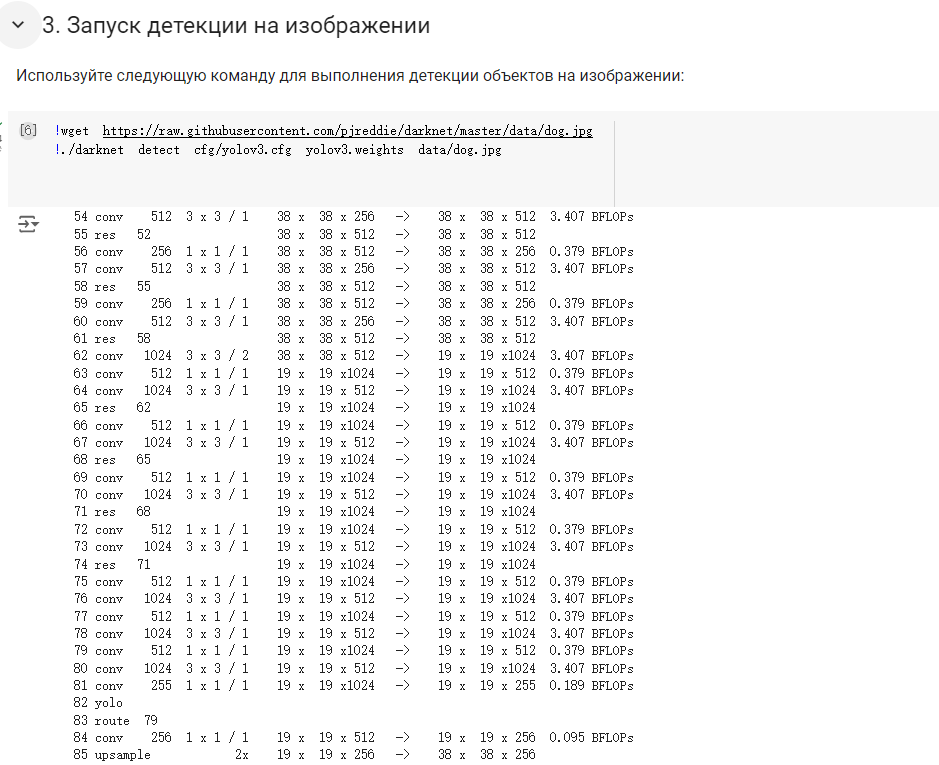 3. Запуск детекции на изображении
Используйте следующую команду для выполнения детекции объектов на изображении:
[6] !wget https://raw.githubusercontent.com/pjreddie/darknet/master/data/dog.jpg
!./darknet detect cfg/yolov3.cfg yolov3.weights data/dog.jpg
54 conv 512 3 x 3 / 1 38 x 38 x 256 -> 38 x 38 x 512 3.407 BFLOPs
55 res 52 38 x 38 x 512 -> 38 x 38 x 512
56 conv 256 1 x 1 / 1 38 x 38 x 512 -> 38 x 38 x 256 0.379 BFLOPs
57 conv 512 3 x 3 / 1 38 x 38 x 256 -> 38 x 38 x 512 3.407 BFLOPs
58 res 55 38 x 38 x 512 -> 38 x 38 x 512
59 conv 256 1 x 1 / 1 38 x 38 x 512 -> 38 x 38 x 256 0.379 BFLOPs
60 conv 512 3 x 3 / 1 38 x 38 x 256 -> 38 x 38 x 512 3.407 BFLOPs
61 res 58 38 x 38 x 512 -> 38 x 38 x 512
62 conv 1024 3 x 3 / 2 38 x 38 x 512 -> 19 x 19 x1024 3.407 BFLOPs
63 conv 512 1 x 1 / 1 19 x 19 x1024 -> 19 x 19 x 512 0.379 BFLOPs
64 conv 1024 3 x 3 / 1 19 x 19 x 512 -> 19 x 19 x1024 3.407 BFLOPs
65 res 62 19 x 19 x1024 -> 19 x 19 x1024
66 conv 512 1 x 1 / 1 19 x 19 x1024 -> 19 x 19 x 512 0.379 BFLOPs
67 conv 1024 3 x 3 / 1 19 x 19 x 512 -> 19 x 19 x1024 3.407 BFLOPs
68 res 65 19 x 19 x1024 -> 19 x 19 x1024
69 conv 512 1 x 1 / 1 19 x 19 x1024 -> 19 x 19 x 512 0.379 BFLOPs
70 conv 1024 3 x 3 / 1 19 x 19 x 512 -> 19 x 19 x1024 3.407 BFLOPs
71 res 68 19 x 19 x1024 -> 19 x 19 x1024
72 conv 512 1 x 1 / 1 19 x 19 x1024 -> 19 x 19 x 512 0.379 BFLOPs
73 conv 1024 3 x 3 / 1 19 x 19 x 512 -> 19 x 19 x1024 3.407 BFLOPs
74 res 71 19 x 19 x1024 -> 19 x 19 x1024
75 conv 512 1 x 1 / 1 19 x 19 x1024 -> 19 x 19 x 512 0.379 BFLOPs
76 conv 1024 3 x 3 / 1 19 x 19 x 512 -> 19 x 19 x1024 3.407 BFLOPs
77 conv 512 1 x 1 / 1 19 x 19 x1024 -> 19 x 19 x 512 0.379 BFLOPs
78 conv 1024 3 x 3 / 1 19 x 19 x 512 -> 19 x 19 x1024 3.407 BFLOPs
79 conv 512 1 x 1 / 1 19 x 19 x1024 -> 19 x 19 x 512 0.379 BFLOPs
80 conv 1024 3 x 3 / 1 19 x 19 x 512 -> 19 x 19 x1024 3.407 BFLOPs
81 conv 255 1 x 1 / 1 19 x 19 x1024 -> 19 x 19 x 255 0.189 BFLOPs
82 yolo
83 route 79
84 conv 256 1 x 1 / 1 19 x 19 x 512 -> 19 x 19 x 256 0.095 BFLOPs
85 upsample 2x 19 x 19 x 256 -> 38 x 38 x 256